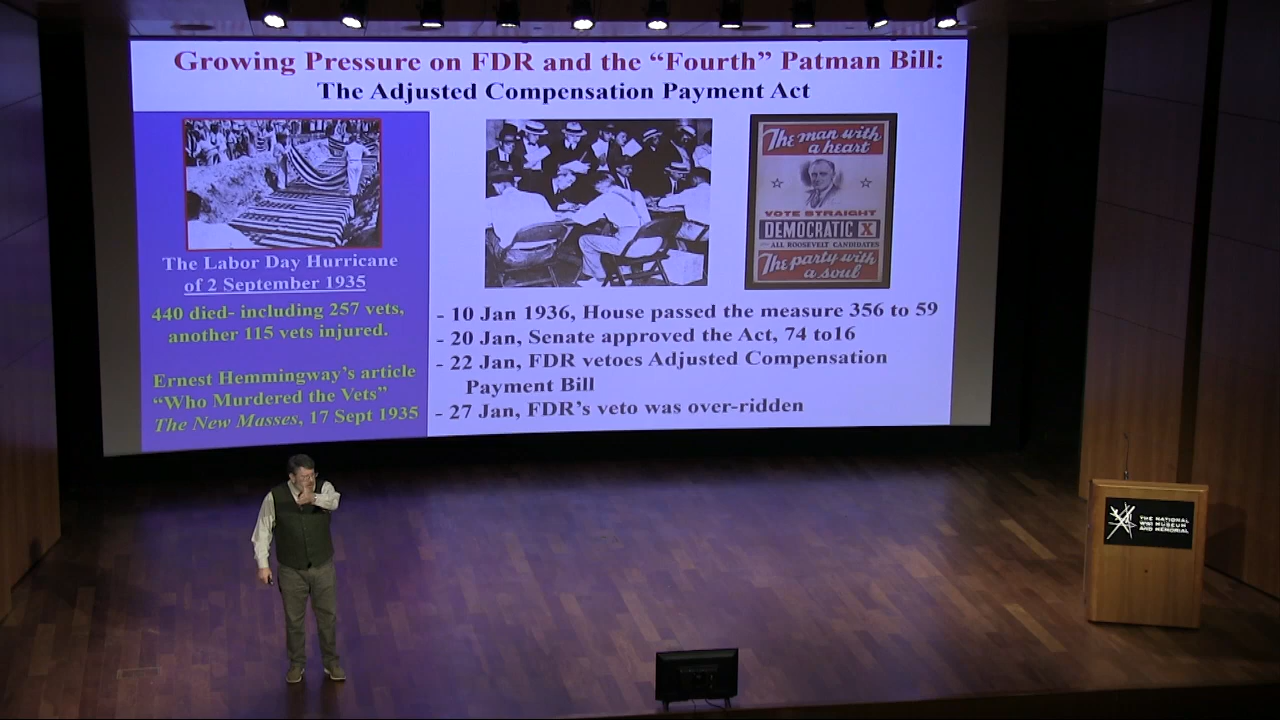 Growing Pressure on FDR and the “Fourth” Patman Bill:
The Adjusted Compensation Payment Act
The Labor Day Hurricane
of 2 September 1935
440 died- including 257 vets,
another 115 vets injured.
Ernest Hemmingway’s article
“Who Murdered the Vets”
The New Masses, 17 Sept 1935
The man with
a heart
VOTE STRAIGHT
DEMOCRATIC X
ALL ROOSEVELT CANDIDATES
The party with
a soul
- 10 Jan 1936, House passed the measure 356 to 59
- 20 Jan, Senate approved the Act, 74 to16
- 22 Jan, FDR vetoes Adjusted Compensation
Payment Bill
- 27 Jan, FDR’s veto was over-ridden
THE NATIONAL
WWI MUSEUM
AND MEMORIAL